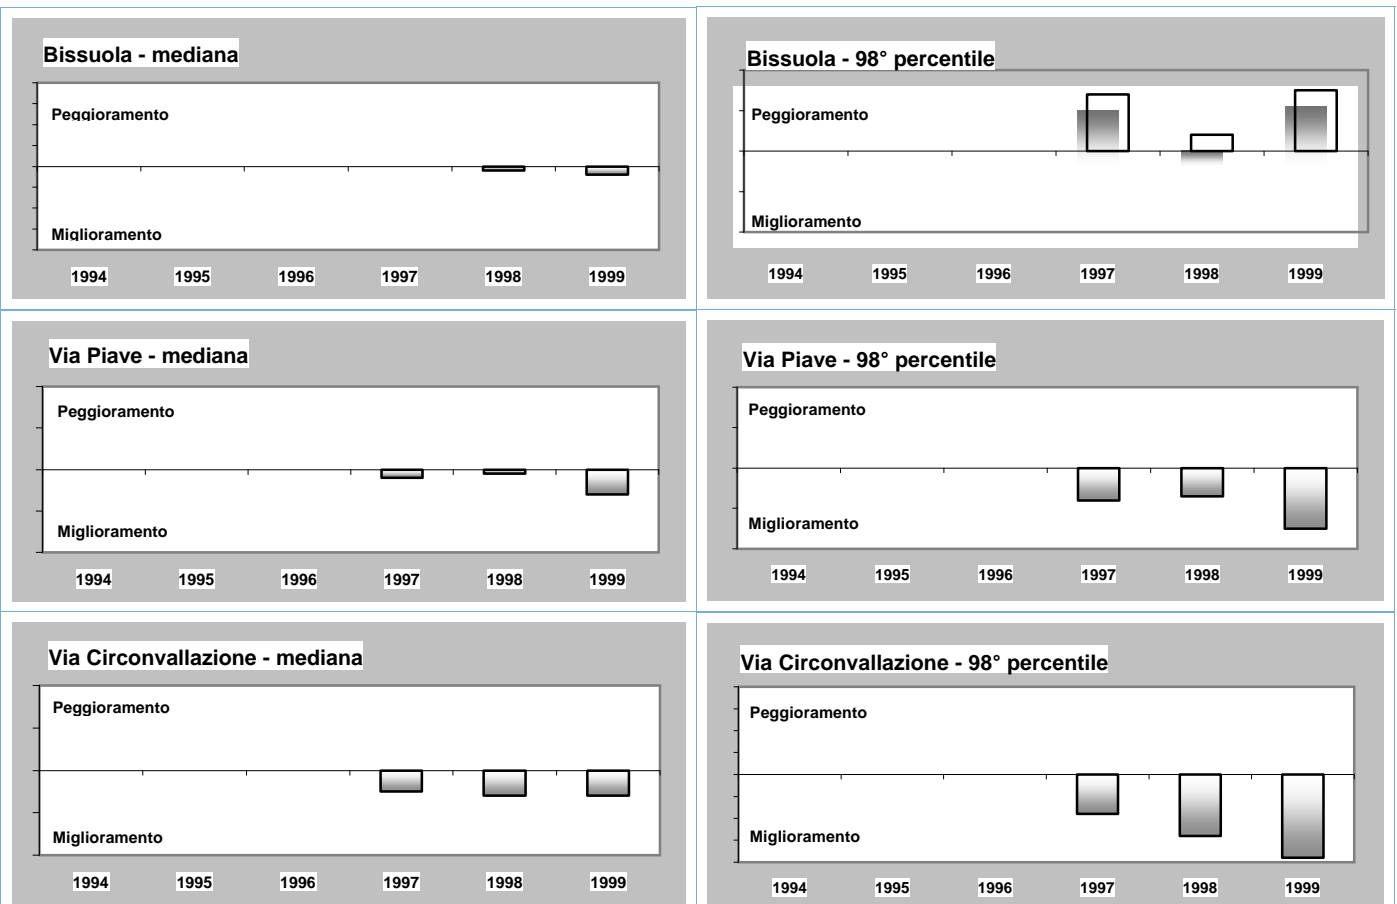 Bissuola - mediana
Peggioramento
Miglioramento
1994 1995 1996 1997 1998 1999
Bissuola - 98° percentile
Peggioramento
Miglioramento
1994 1995 1996 1997 1998 1999
Via Piave - mediana
Peggioramento
Miglioramento
1994 1995 1996 1997 1998 1999
Via Piave - 98° percentile
Peggioramento
Miglioramento
1994 1995 1996 1997 1998 1999
Via Circonvallazione - mediana
Peggioramento
Miglioramento
1994 1995 1996 1997 1998 1999
Via Circonvallazione - 98° percentile
Peggioramento
Miglioramento
1994 1995 1996 1997 1998 1999